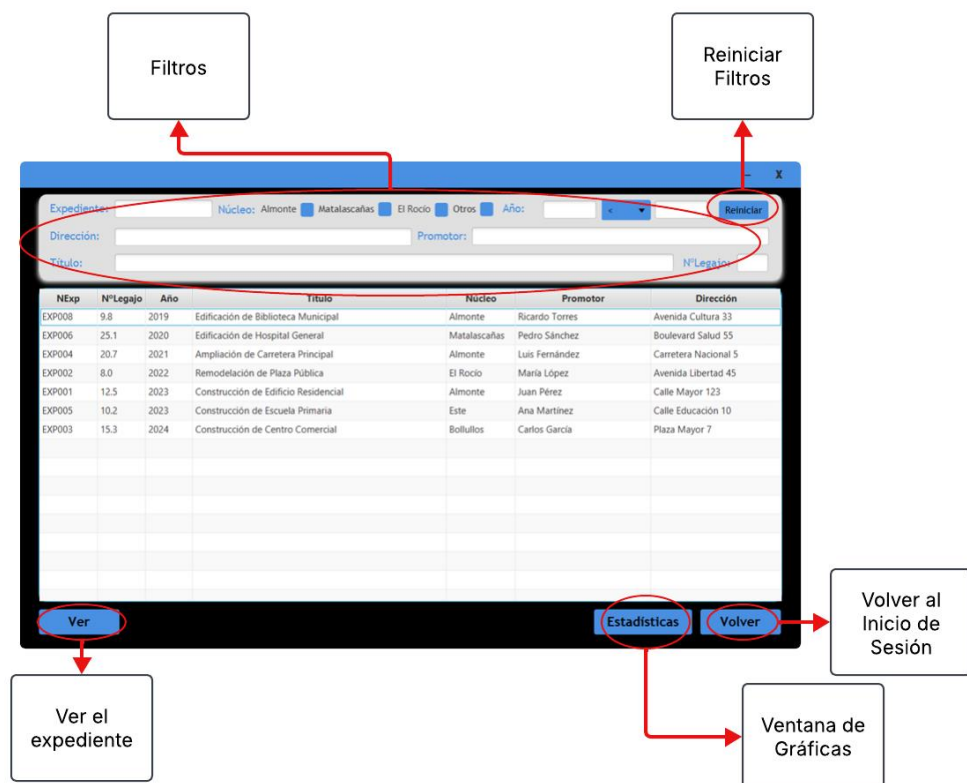 Filtros
Reiniciar
Filtros
– X
Expediente: Núcleo: Almonte Matalascañas El Rocío Otros Año: < Reiniciar
Dirección: Promotor:
Título: NºLegajo:
NExp NºLegajo Año Título Núcleo Promotor Dirección
EXP008 9.8 2019 Edificación de Biblioteca Municipal Almonte Ricardo Torres Avenida Cultura 33
EXP006 25.1 2020 Edificación de Hospital General Matalascañas Pedro Sánchez Boulevard Salud 55
EXP004 20.7 2021 Ampliación de Carretera Principal Almonte Luis Fernández Carretera Nacional 5
EXP002 8.0 2022 Remodelación de Plaza Pública El Rocío María López Avenida Libertad 45
EXP001 12.5 2023 Construcción de Edificio Residencial Almonte Juan Pérez Calle Mayor 123
EXP005 10.2 2023 Construcción de Escuela Primaria Este Ana Martínez Calle Educación 10
EXP003 15.3 2024 Construcción de Centro Comercial Bollullos Carlos García Plaza Mayor 7
Ver Estadísticas Volver
Volver al
Inicio de
Sesión
Ver el
expediente
Ventana de
Gráficas